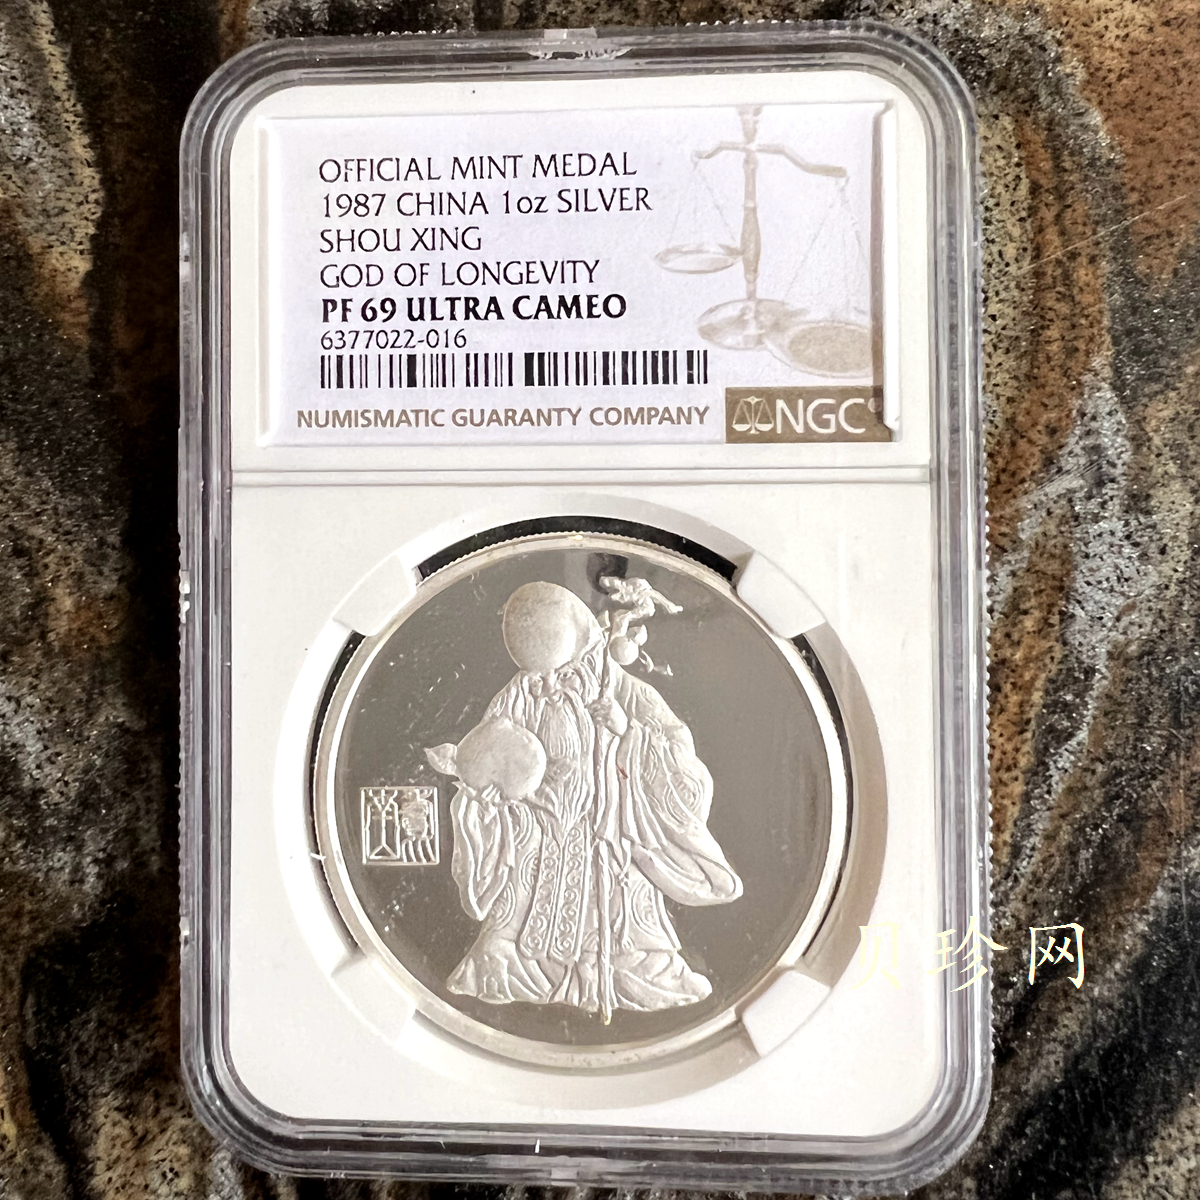 OFFICIAL MINT MEDAL
1987 CHINA 1oz SILVER
SHOU XING
GOD OF LONGEVITY
PF 69 ULTRA CAMEO
6377022-016
NUMISMATIC GUARANTY COMPANY
NGC
贝珍网